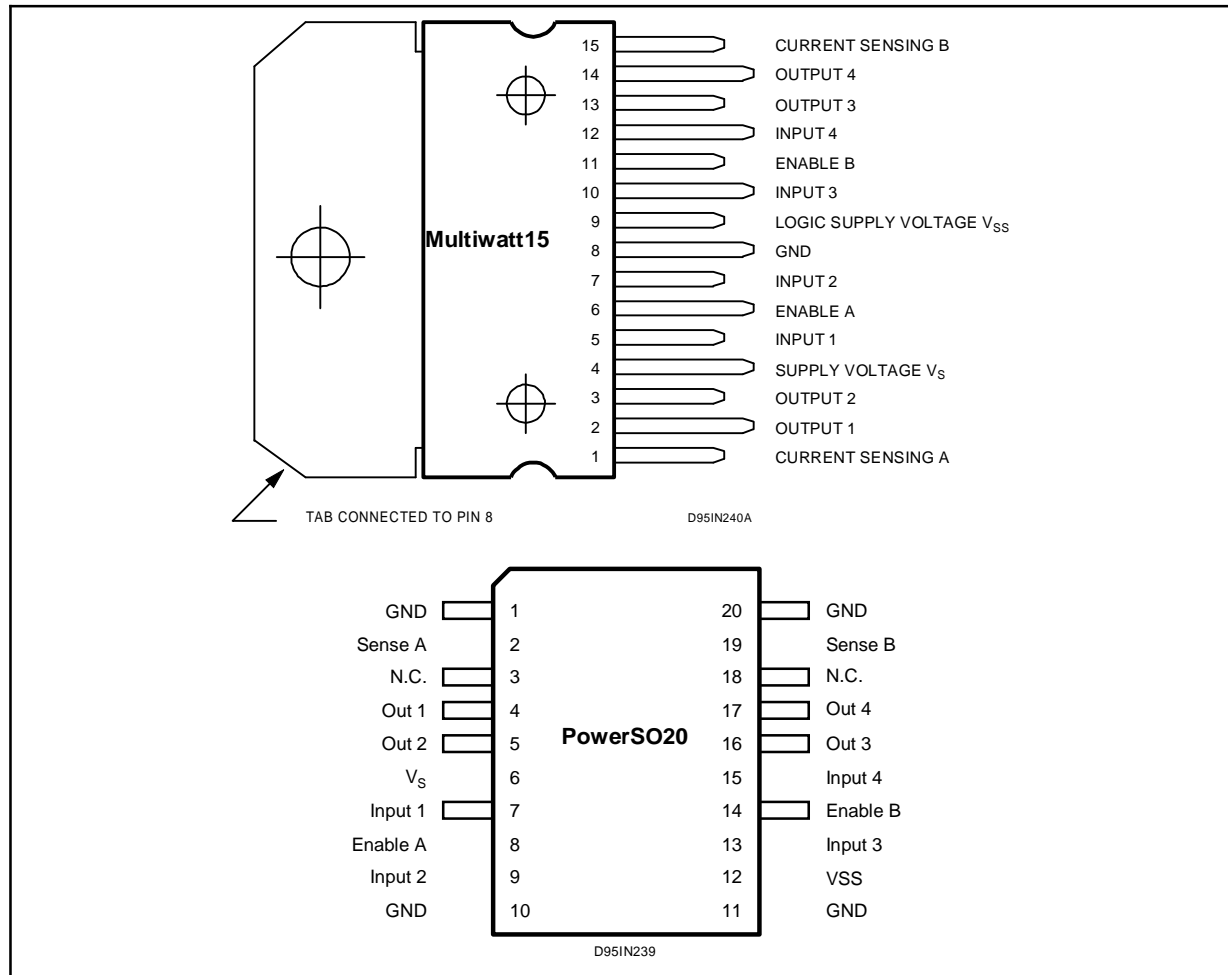 15 CURRENT SENSING B
14 OUTPUT 4
13 OUTPUT 3
12 INPUT 4
11 ENABLE B
10 INPUT 3
9 LOGIC SUPPLY VOLTAGE VSS
Multiwatt15
8 GND
7 INPUT 2
6 ENABLE A
5 INPUT 1
4 SUPPLY VOLTAGE VS
3 OUTPUT 2
2 OUTPUT 1
1 CURRENT SENSING A
TAB CONNECTED TO PIN 8
D95IN240A
GND 1 20 GND
Sense A 2 19 Sense B
N.C. 3 18 N.C.
Out 1 4 17 Out 4
Out 2 5 PowerSO20 16 Out 3
VS 6 15 Input 4
Input 1 7 14 Enable B
Enable A 8 13 Input 3
Input 2 9 12 VSS
GND 10 11 GND
D95IN239